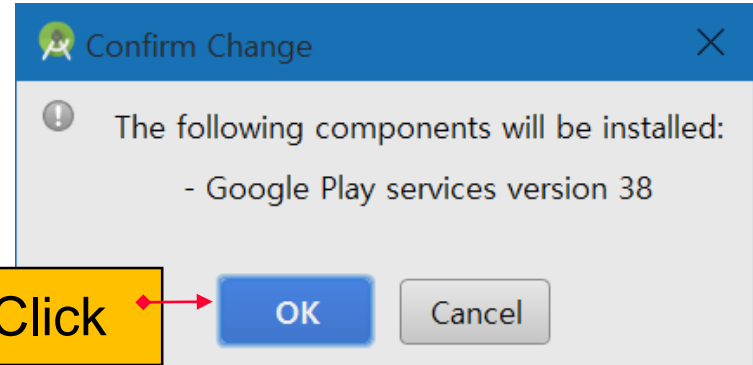 Confirm Change
The following components will be installed:
- Google Play services version 38
Click
OK
Cancel